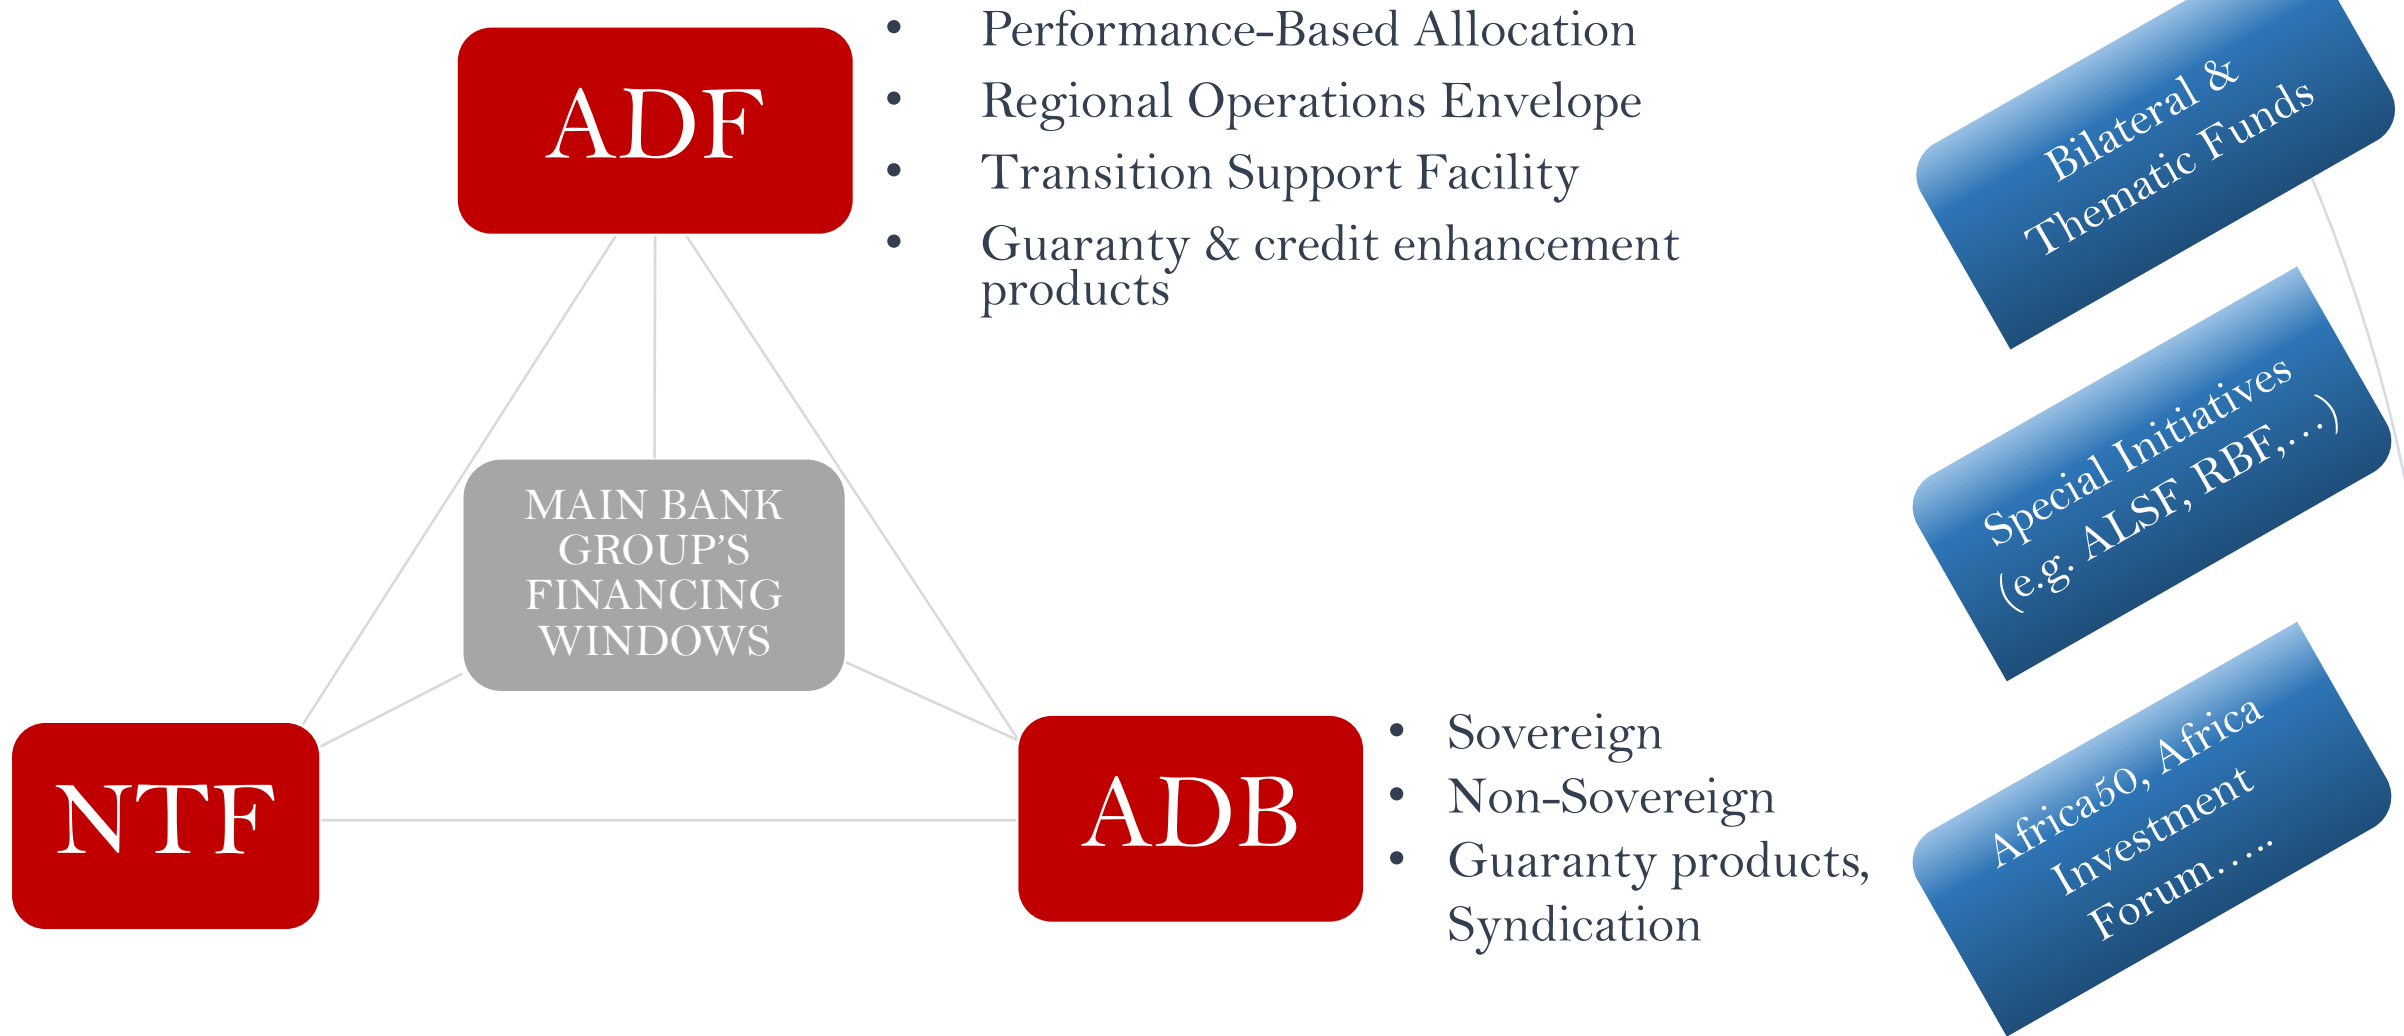 ADF
• Performance-Based Allocation
• Regional Operations Envelope
• Transition Support Facility
• Guaranty & credit enhancement
products
MAIN BANK
GROUP’S
FINANCING
WINDOWS
NTF
ADB
• Sovereign
• Non-Sovereign
• Guaranty products,
Syndication
Bilateral &
Thematic Funds
Special Initiatives
(e.g. ALSF, RBF,…)
Africa50, Africa
Investment
Forum…..